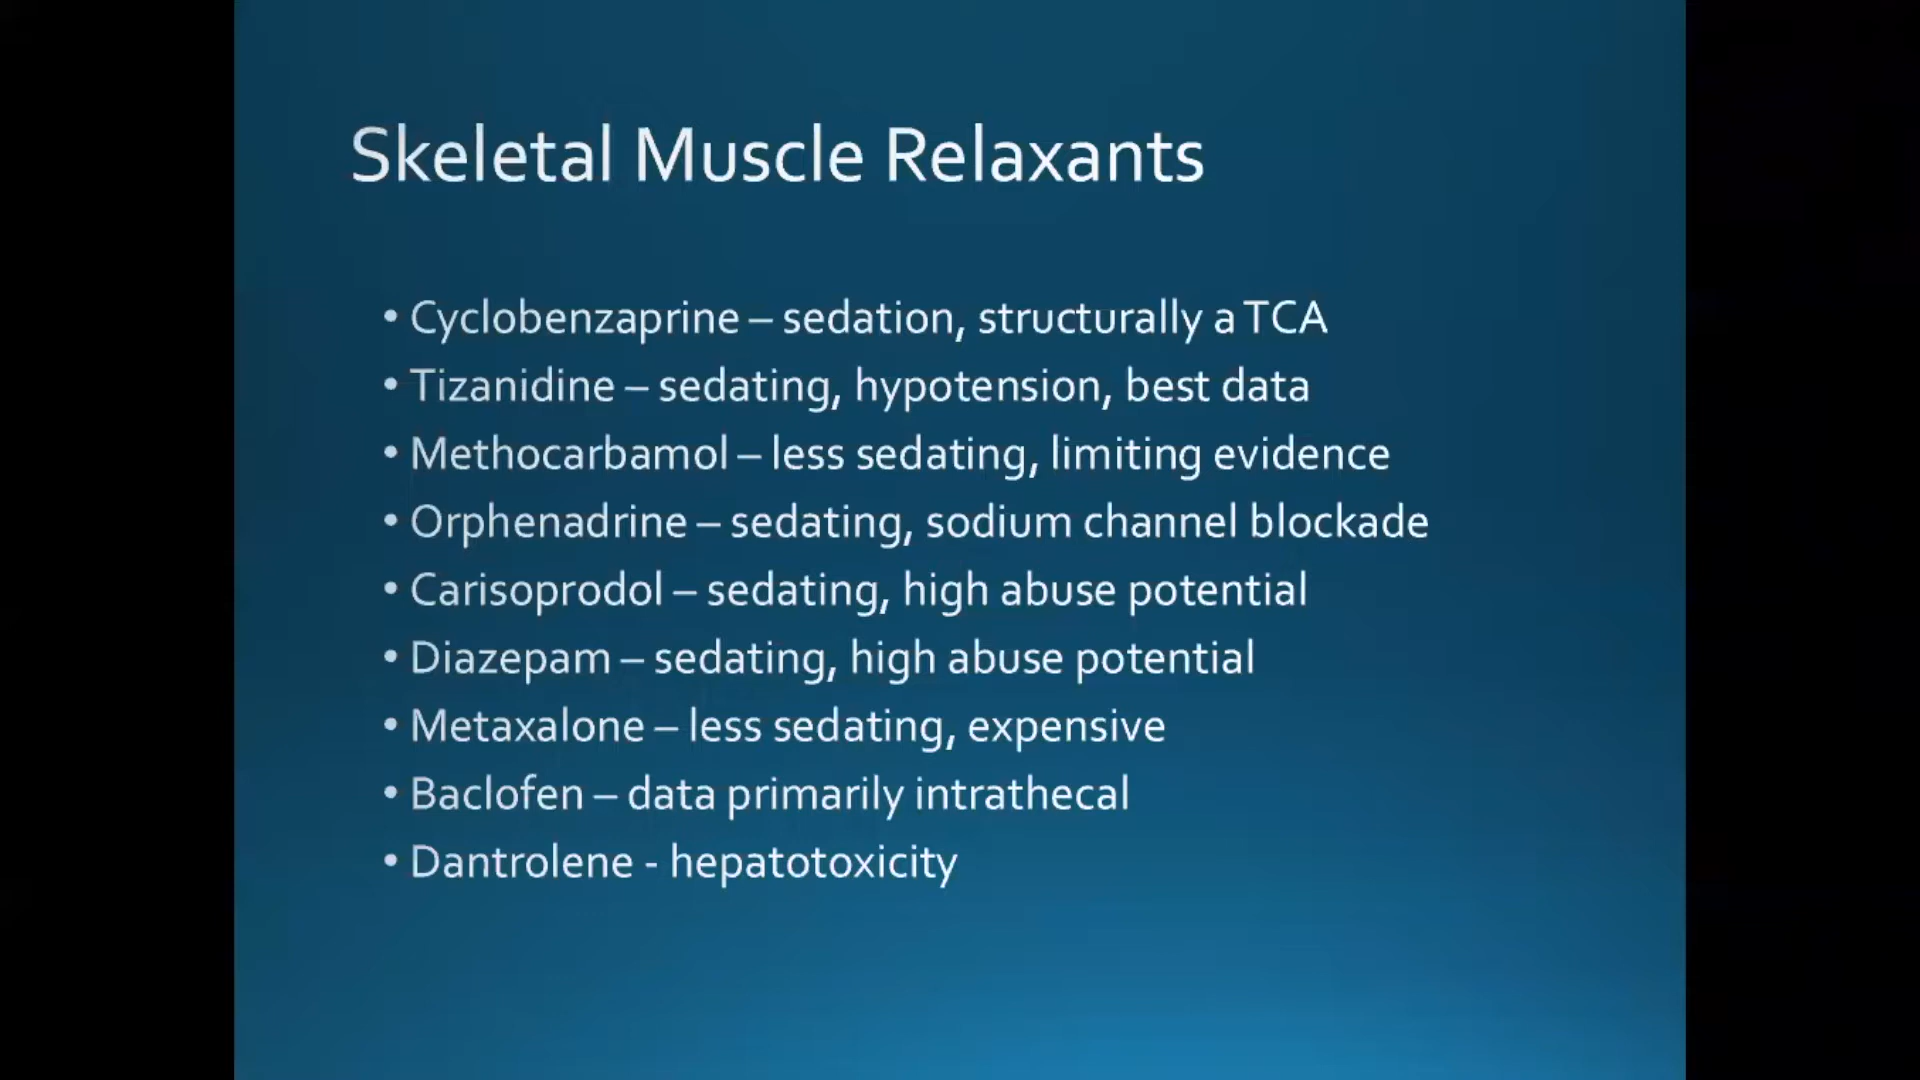 Skeletal Muscle Relaxants
• Cyclobenzaprine – sedation, structurally a TCA
• Tizanidine – sedating, hypotension, best data
• Methocarbamol – less sedating, limiting evidence
• Orphenadrine – sedating, sodium channel blockade
• Carisoprodol – sedating, high abuse potential
• Diazepam – sedating, high abuse potential
• Metaxalone – less sedating, expensive
• Baclofen – data primarily intrathecal
• Dantrolene - hepatotoxicity